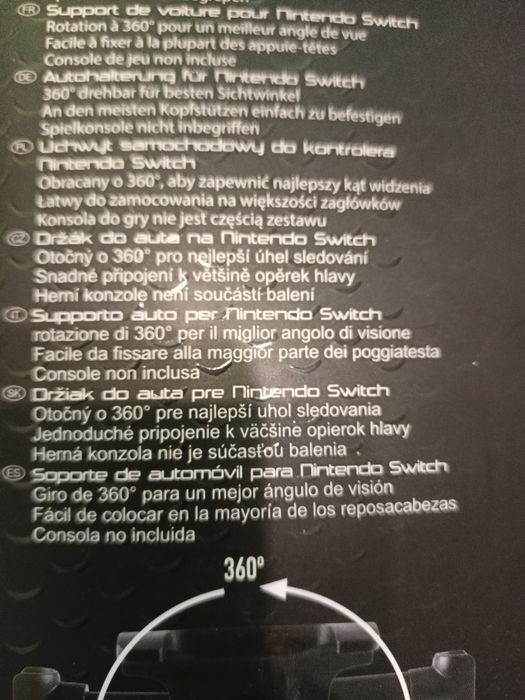 FR Support de voiture pour Nintendo Switch
Rotation à 360° pour un meilleur angle de vue
Facile à fixer à la plupart des appuie-têtes
Console de jeu non incluse
DE Autohalterung für Nintendo Switch
360° drehbar für besten Sichtwinkel
An den meisten Kopfstützen einfach zu befestigen
Spielkonsole nicht inbegriffen
PL Uchwyt samochodowy do kontrolera
Nintendo Switch
Obracany o 360°, aby zapewnić najlepszy kąt widzenia
Łatwy do zamocowania na większości zagłówków
Konsola do gry nie jest częścią zestawu
CZ Držák do auta na Nintendo Switch
Otočný o 360° pro nejlepší úhel sledování
Snadné připojení k většině opěrek hlavy
Herní konzole není součástí balení
IT Supporto auto per Nintendo Switch
rotazione di 360° per il miglior angolo di visione
Facile da fissare alla maggior parte dei poggiatesta
Console non inclusa
SK Držiak do auta pre Nintendo Switch
Otočný o 360° pre najlepší uhol sledovania
Jednoduché pripojenie k väčšine opierok hlavy
Herná konzola nie je súčasťou balenia
ES Soporte de automóvil para Nintendo Switch
Giro de 360° para un mejor ángulo de visión
Fácil de colocar en la mayoría de los reposacabezas
Consola no incluida
360°